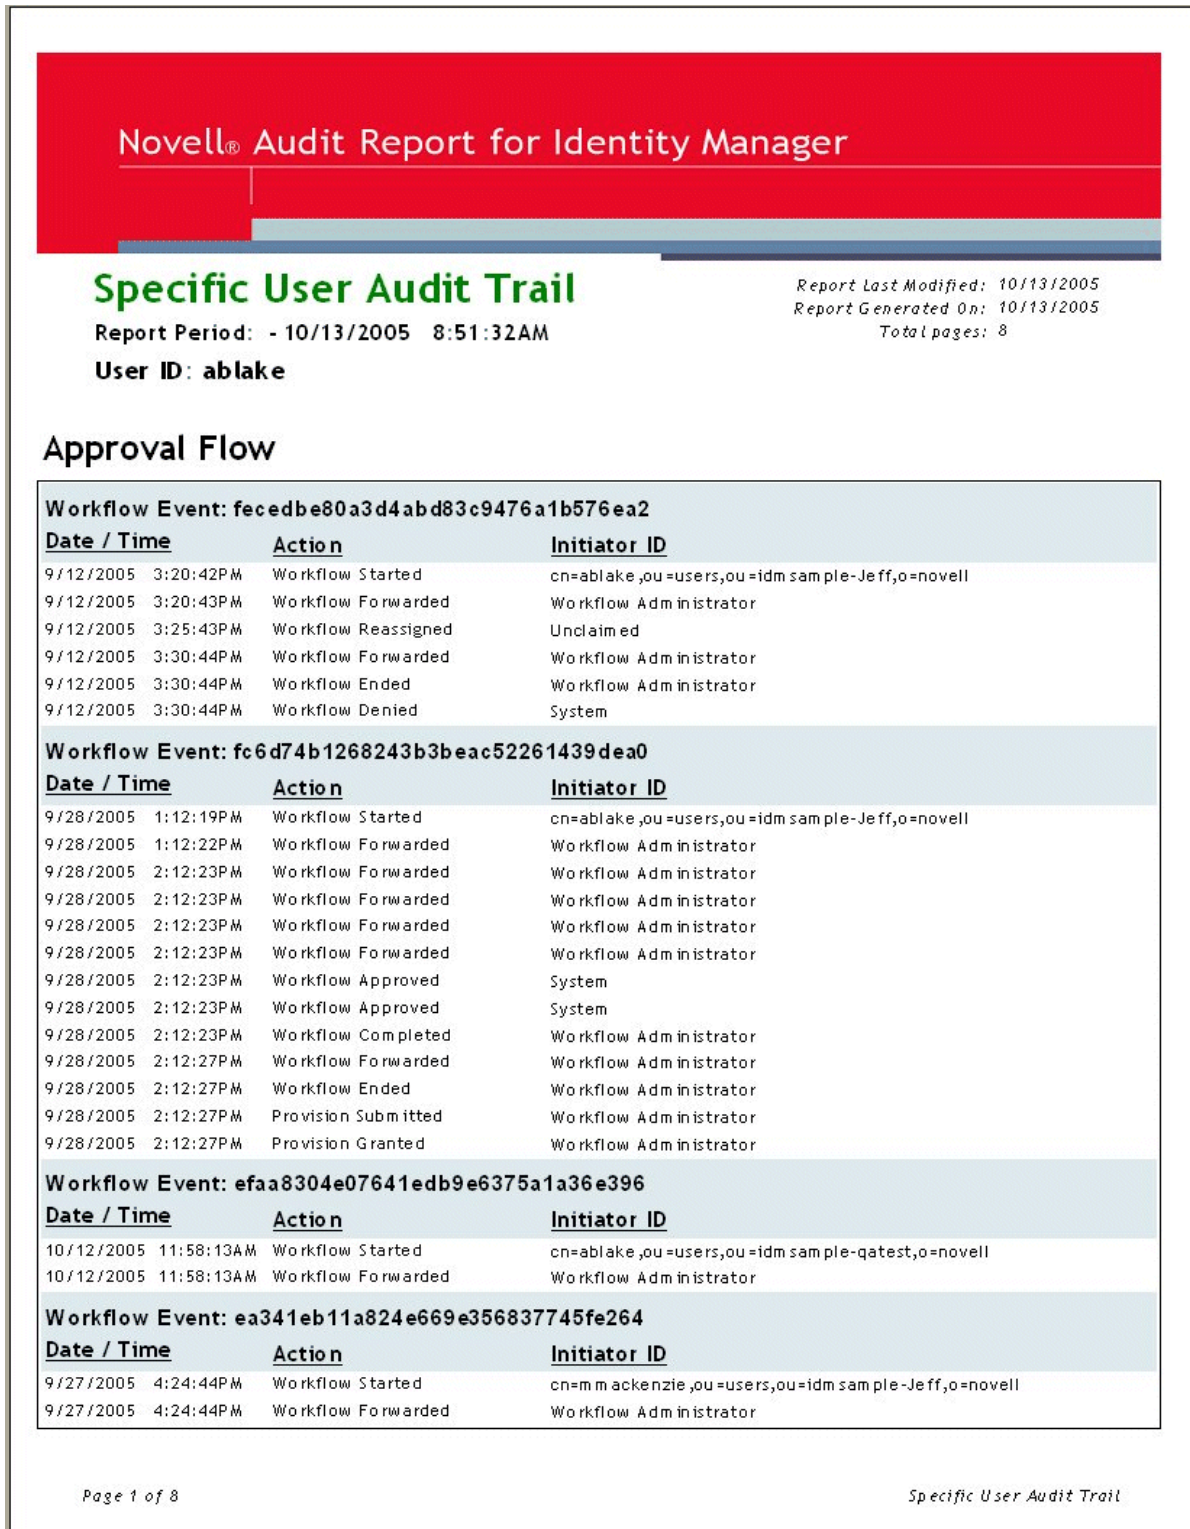 Novell® Audit Report for Identity Manager
Specific User Audit Trail
Report Last Modified: 10/13/2005
Report Generated On: 10/13/2005
Report Period: - 10/13/2005 8:51:32AM
Total pages: 8
User ID: ablake
Approval Flow
Workflow Event: fecedbe80a3d4abd83c9476a1b576ea2
Date / Time Action Initiator ID
9/12/2005 3:20:42PM Workflow Started cn=ablake,ou=users,ou=idmsample-Jeff,o=novell
9/12/2005 3:20:43PM Workflow Forwarded Workflow Administrator
9/12/2005 3:25:43PM Workflow Reassigned Unclaimed
9/12/2005 3:30:44PM Workflow Forwarded Workflow Administrator
9/12/2005 3:30:44PM Workflow Ended Workflow Administrator
9/12/2005 3:30:44PM Workflow Denied System
Workflow Event: fc6d74b1268243b3beac52261439dea0
Date / Time Action Initiator ID
9/28/2005 1:12:19PM Workflow Started cn=ablake,ou=users,ou=idmsample-Jeff,o=novell
9/28/2005 1:12:22PM Workflow Forwarded Workflow Administrator
9/28/2005 2:12:23PM Workflow Forwarded Workflow Administrator
9/28/2005 2:12:23PM Workflow Forwarded Workflow Administrator
9/28/2005 2:12:23PM Workflow Forwarded Workflow Administrator
9/28/2005 2:12:23PM Workflow Forwarded Workflow Administrator
9/28/2005 2:12:23PM Workflow Approved System
9/28/2005 2:12:23PM Workflow Approved System
9/28/2005 2:12:23PM Workflow Completed Workflow Administrator
9/28/2005 2:12:27PM Workflow Forwarded Workflow Administrator
9/28/2005 2:12:27PM Workflow Ended Workflow Administrator
9/28/2005 2:12:27PM Provision Submitted Workflow Administrator
9/28/2005 2:12:27PM Provision Granted Workflow Administrator
Workflow Event: efaa8304e07641edb9e6375a1a36e396
Date / Time Action Initiator ID
10/12/2005 11:58:13AM Workflow Started cn=ablake,ou=users,ou=idmsample-qatest,o=novell
10/12/2005 11:58:13AM Workflow Forwarded Workflow Administrator
Workflow Event: ea341eb11a824e669e356837745fe264
Date / Time Action Initiator ID
9/27/2005 4:24:44PM Workflow Started cn=mmackenzie,ou=users,ou=idmsample-Jeff,o=novell
9/27/2005 4:24:44PM Workflow Forwarded Workflow Administrator
Page 1 of 8 Specific User Audit Trail